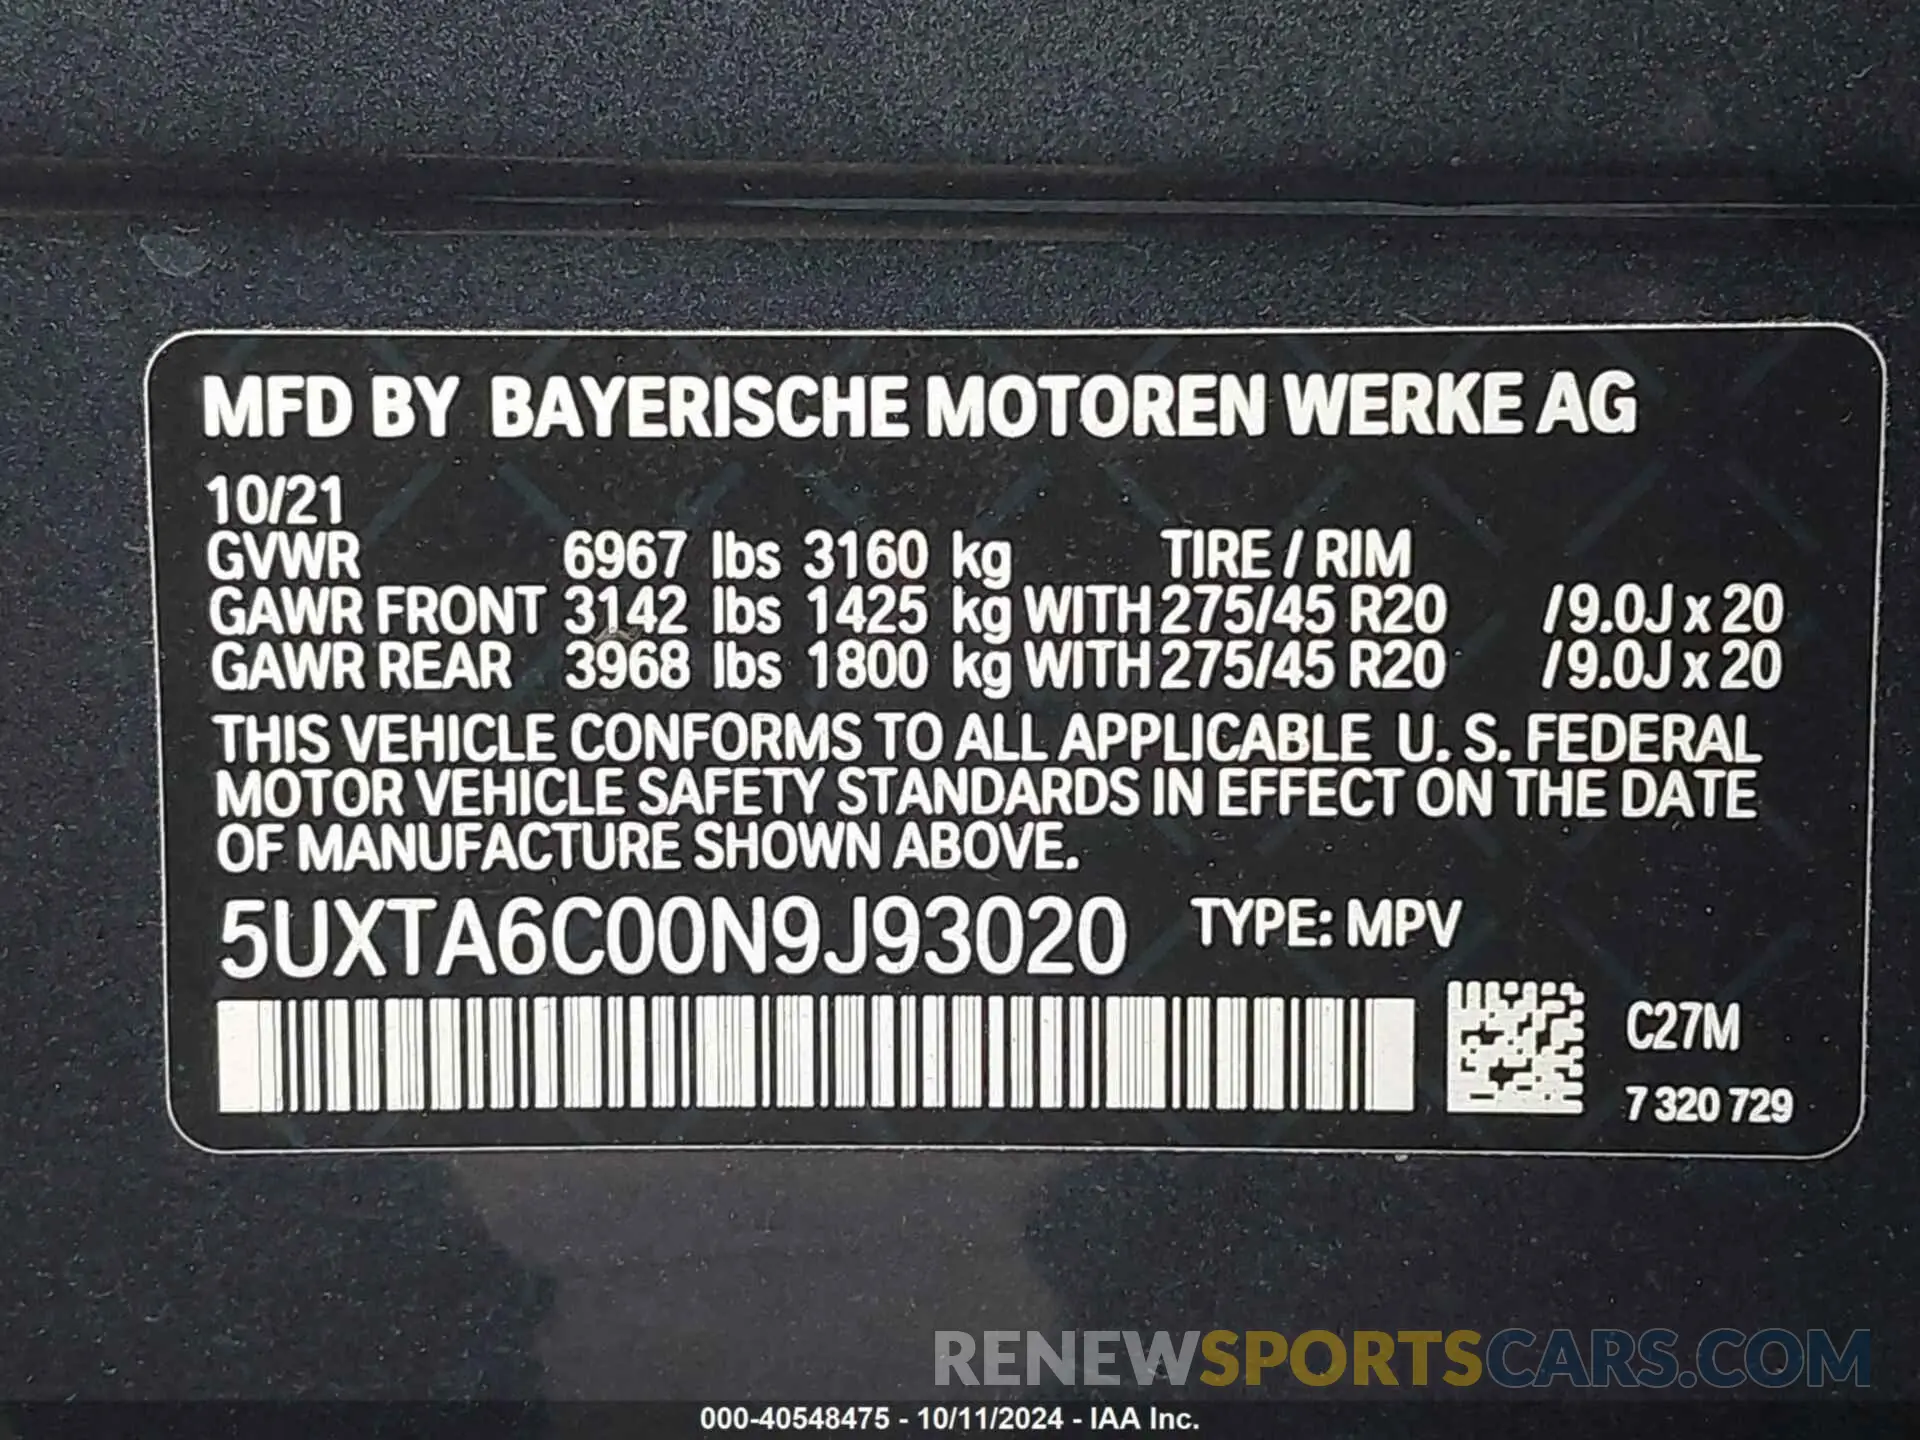 MFD BY BAYERISCHE MOTOREN WERKE AG
10/21
GVWR 6967 lbs 3160 kg TIRE / RIM
GAWR FRONT 3142 lbs 1425 kg WITH 275/45 R20 /9.0J x 20
GAWR REAR 3968 lbs 1800 kg WITH 275/45 R20 /9.0J x 20
THIS VEHICLE CONFORMS TO ALL APPLICABLE U. S. FEDERAL
MOTOR VEHICLE SAFETY STANDARDS IN EFFECT ON THE DATE
OF MANUFACTURE SHOWN ABOVE.
5UXTA6C00N9J93020 TYPE: MPV
C27M
7 320 729
RENEWSPORTSCARS.COM
000-40548475 - 10/11/2024 - IAA Inc.